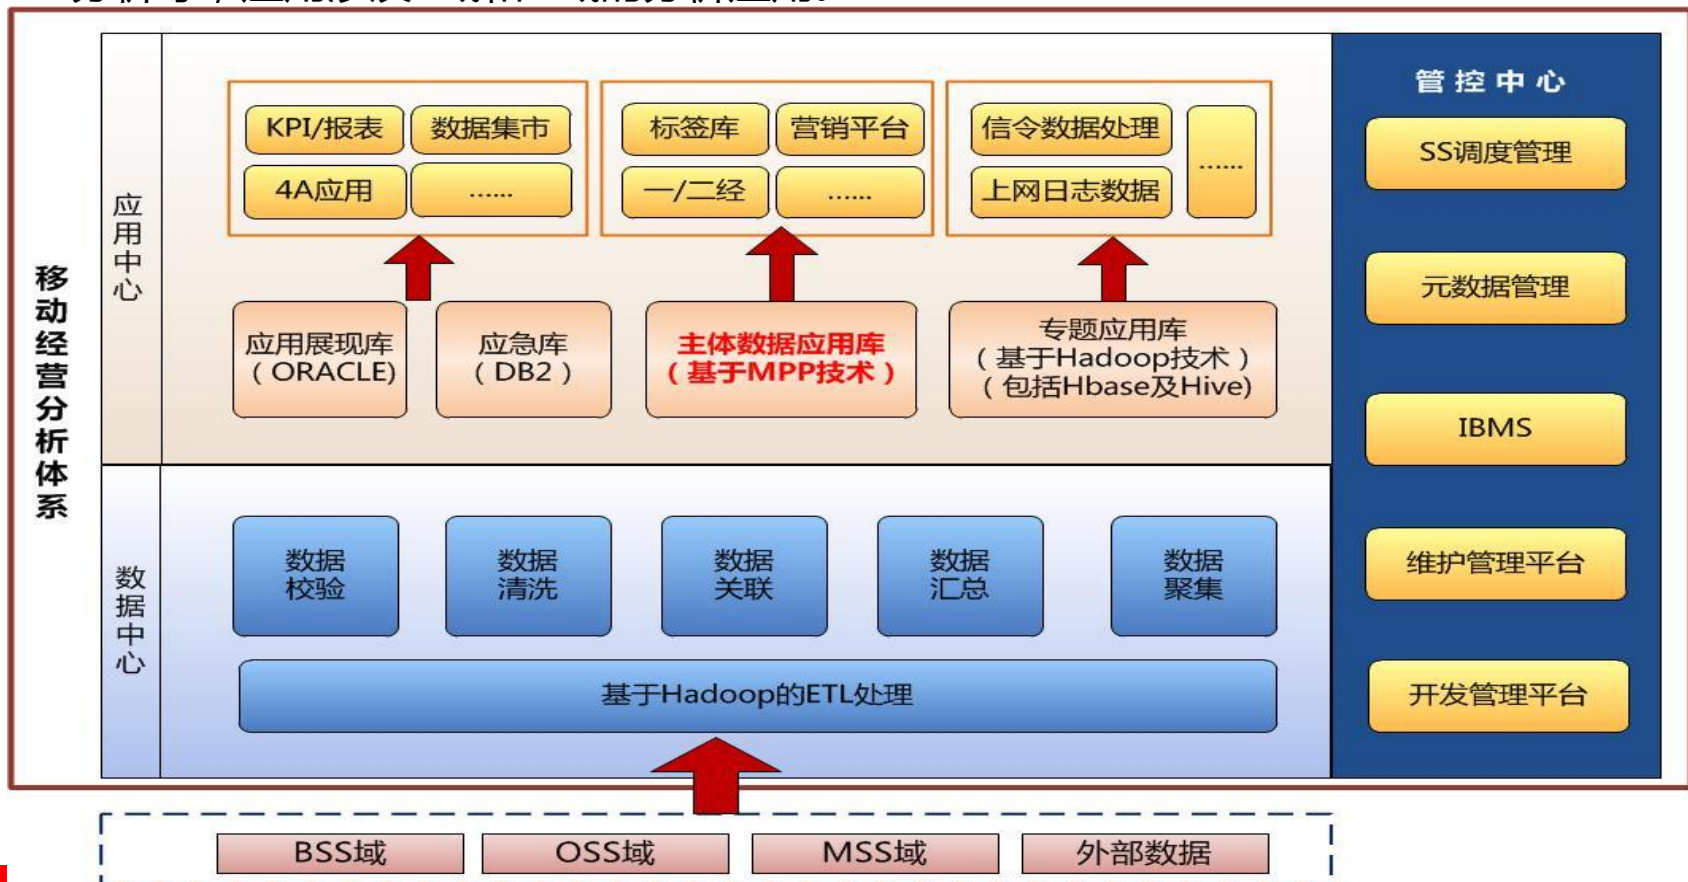 移动经营分析体系
应用中心
KPI/报表
数据集市
4A应用
......
标签库
营销平台
一/二经
......
信令数据处理
上网日志数据
......
应用展现库
（ORACLE)
应急库
（DB2）
主体数据应用库
（基于MPP技术）
专题应用库
（基于Hadoop技术）
（包括Hbase及Hive)
数据中心
数据
校验
数据
清洗
数据
关联
数据
汇总
数据
聚集
基于Hadoop的ETL处理
管控中心
SS调度管理
元数据管理
IBMS
维护管理平台
开发管理平台
BSS域
OSS域
MSS域
外部数据